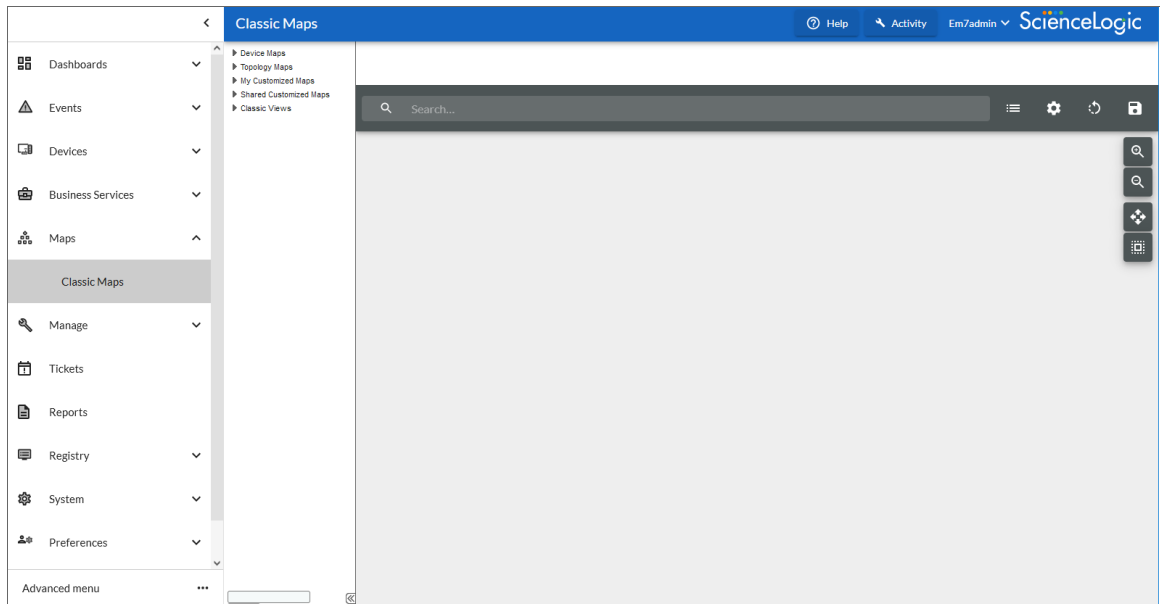 Classic Maps
Help
Activity
Em7admin
ScienceLogic
Dashboards
Events
Devices
Business Services
Maps
Classic Maps
Manage
Tickets
Reports
Registry
System
Preferences
Advanced menu
Device Maps
Topology Maps
My Customized Maps
Shared Customized Maps
Classic Views
Search...